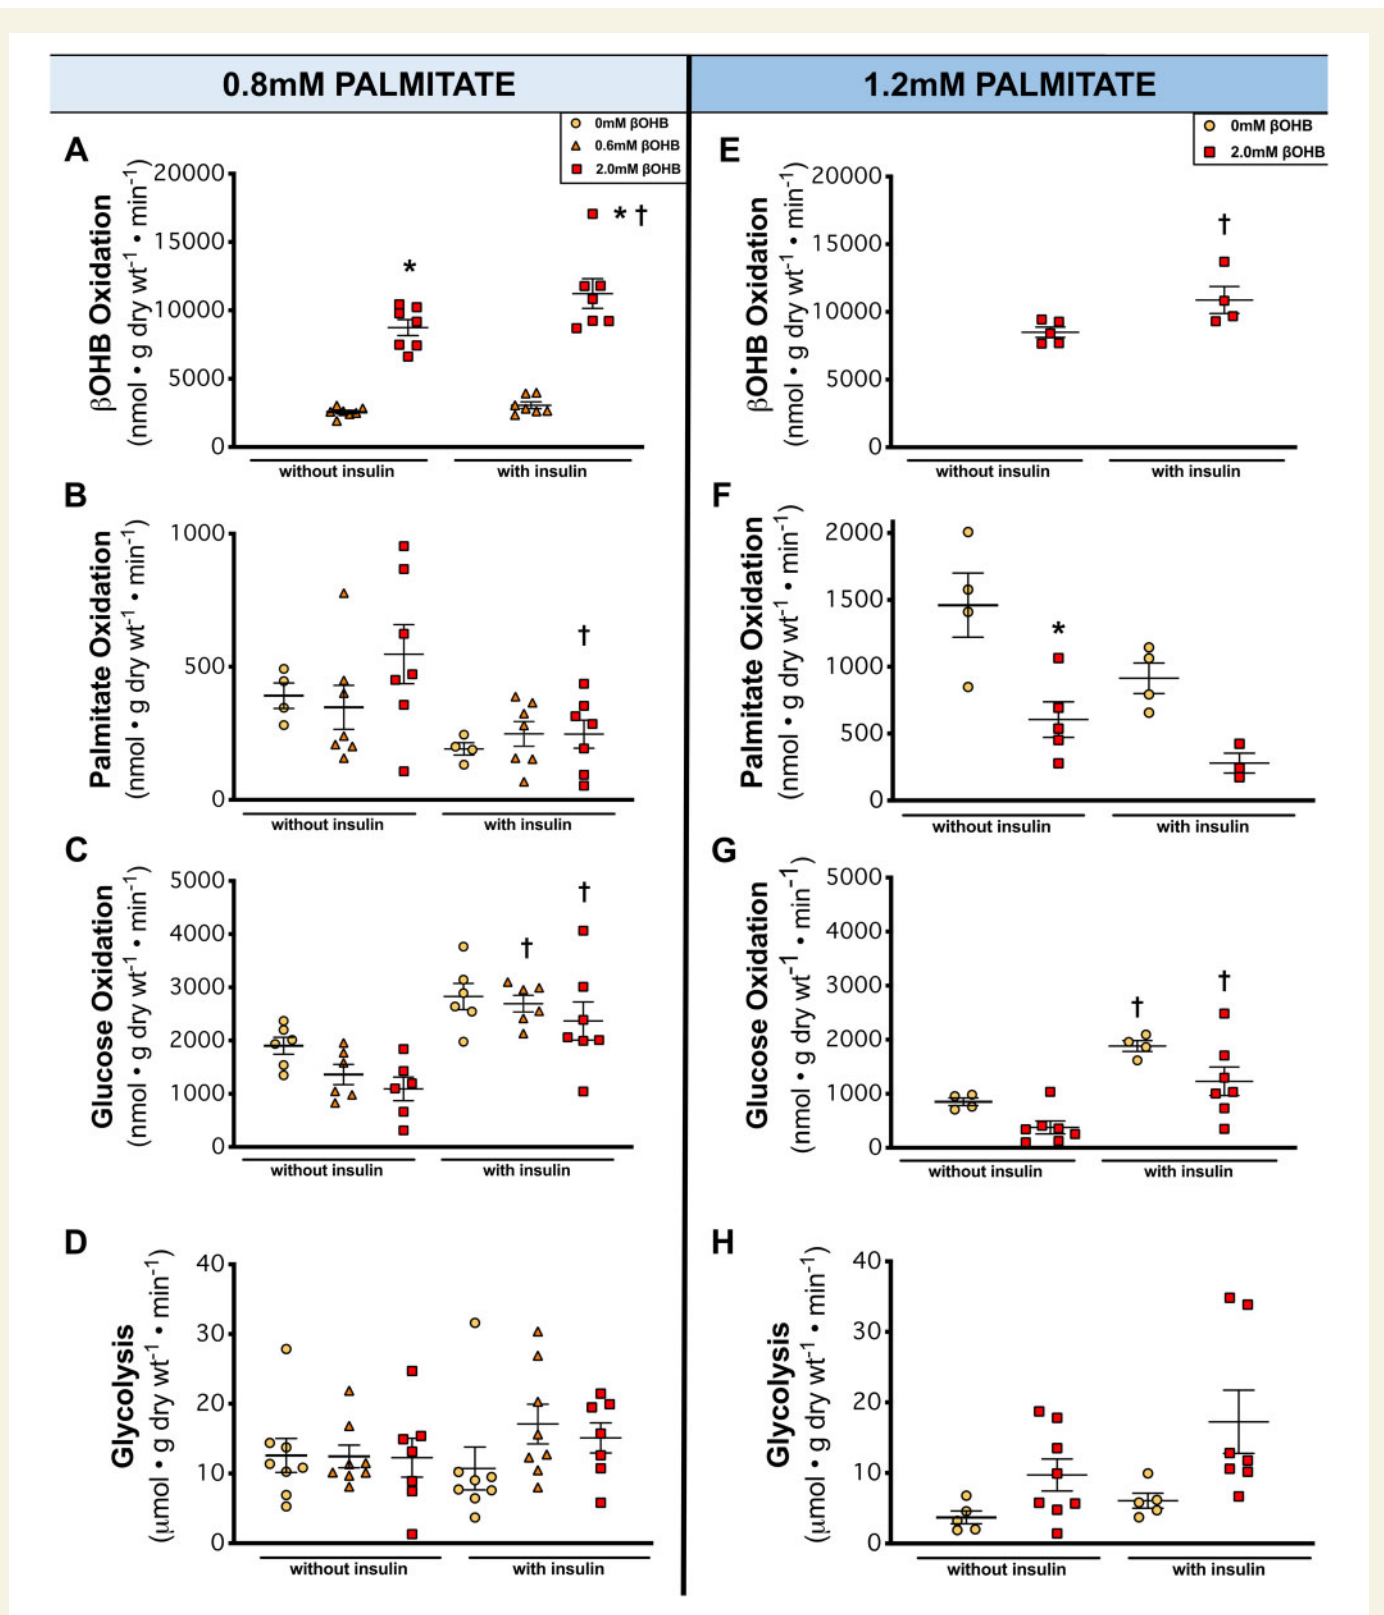 0.8mM PALMITATE
1.2mM PALMITATE
0mM βOHB
0.6mM βOHB
2.0mM βOHB
0mM βOHB
2.0mM βOHB
A
βOHB Oxidation
(nmol • g dry wt⁻¹ • min⁻¹)
20000
15000
10000
5000
0
*
* †
without insulin
with insulin
E
βOHB Oxidation
(nmol • g dry wt⁻¹ • min⁻¹)
20000
15000
10000
5000
0
†
without insulin
with insulin
B
Palmitate Oxidation
(nmol • g dry wt⁻¹ • min⁻¹)
1000
500
0
†
without insulin
with insulin
F
Palmitate Oxidation
(nmol • g dry wt⁻¹ • min⁻¹)
2000
1500
1000
500
0
*
without insulin
with insulin
C
Glucose Oxidation
(nmol • g dry wt⁻¹ • min⁻¹)
5000
4000
3000
2000
1000
0
†
†
without insulin
with insulin
G
Glucose Oxidation
(nmol • g dry wt⁻¹ • min⁻¹)
5000
4000
3000
2000
1000
0
†
†
without insulin
with insulin
D
Glycolysis
(μmol • g dry wt⁻¹ • min⁻¹)
40
30
20
10
0
without insulin
with insulin
H
Glycolysis
(μmol • g dry wt⁻¹ • min⁻¹)
40
30
20
10
0
without insulin
with insulin